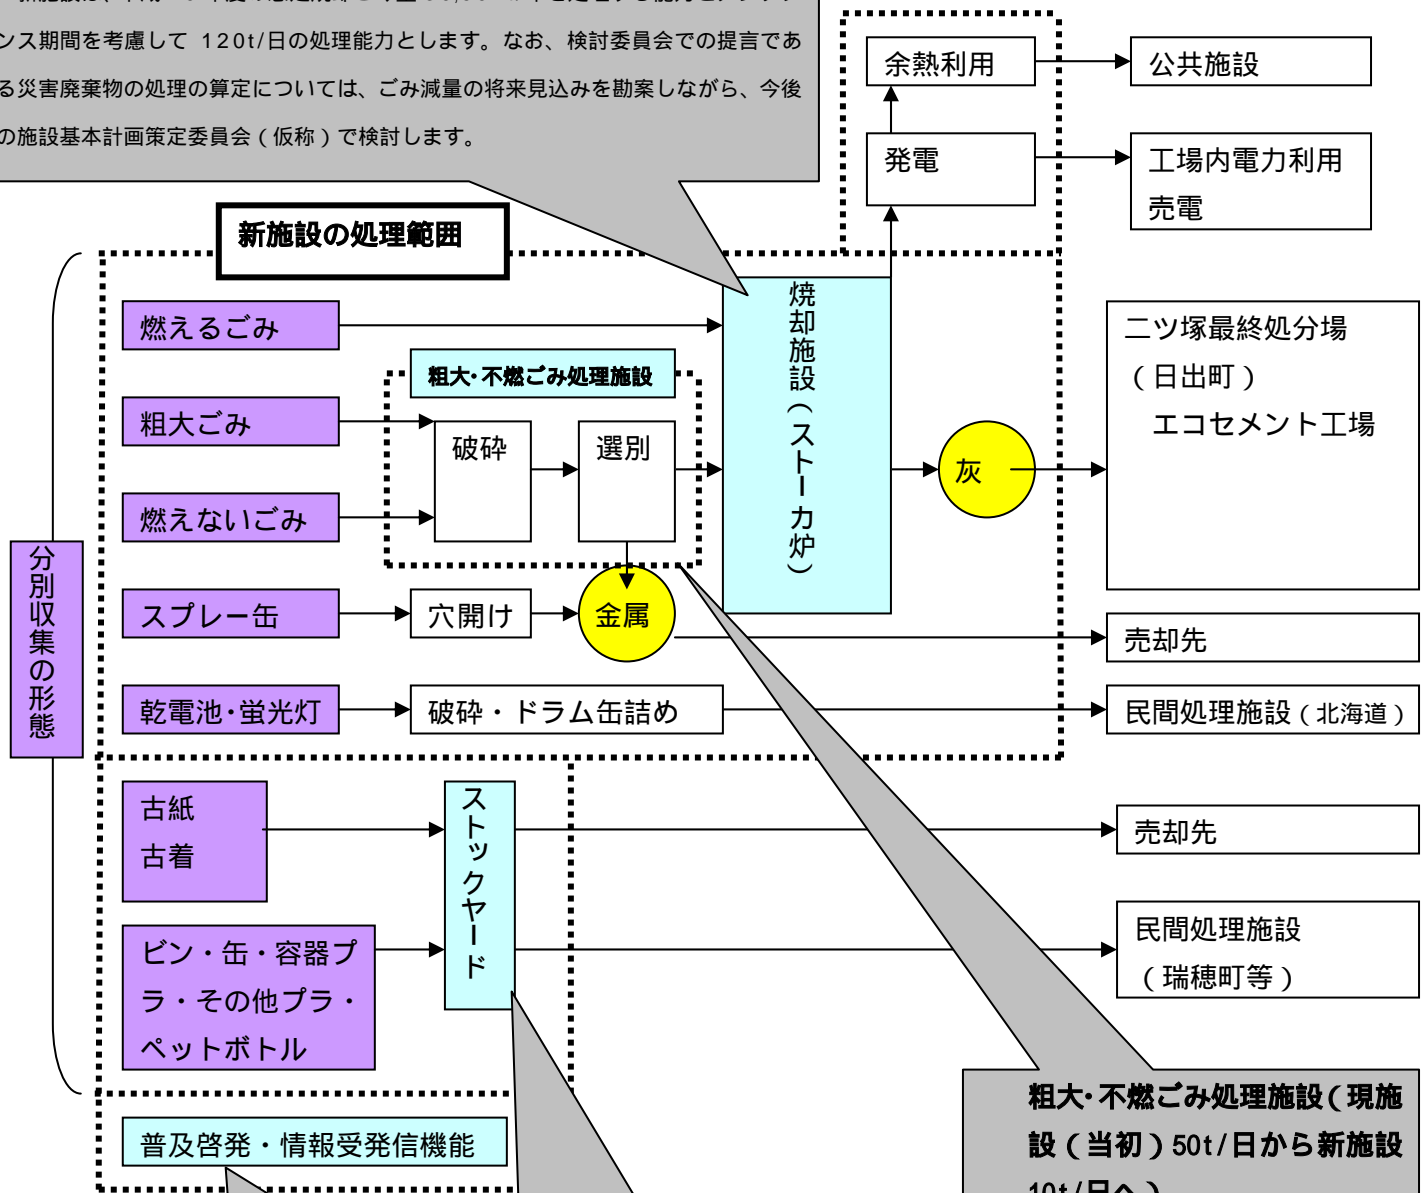 ンス期間を考慮して 120t/日の処理能力とします。なお、検討委員会での提言であ
る災害廃棄物の処理の算定については、ごみ減量の将来見込みを勘案しながら、今後
の施設基本計画策定委員会（仮称）で検討します。
余熱利用
公共施設
発電
工場内電力利用
売電
新施設の処理範囲
分別収集の形態
燃えるごみ
粗大・不燃ごみ処理施設
粗大ごみ
破砕
選別
燃えないごみ
焼却施設（ストーカ炉）
灰
二ツ塚最終処分場
（日出町）
エコセメント工場
スプレー缶
穴開け
金属
売却先
乾電池・蛍光灯
破砕・ドラム缶詰め
民間処理施設（北海道）
古紙
古着
ストックヤード
売却先
ビン・缶・容器プ
ラ・その他プラ・
ペットボトル
民間処理施設
（瑞穂町等）
普及啓発・情報受発信機能
粗大・不燃ごみ処理施設（現施
設（当初）50t/日から新施設
10t/日へ）